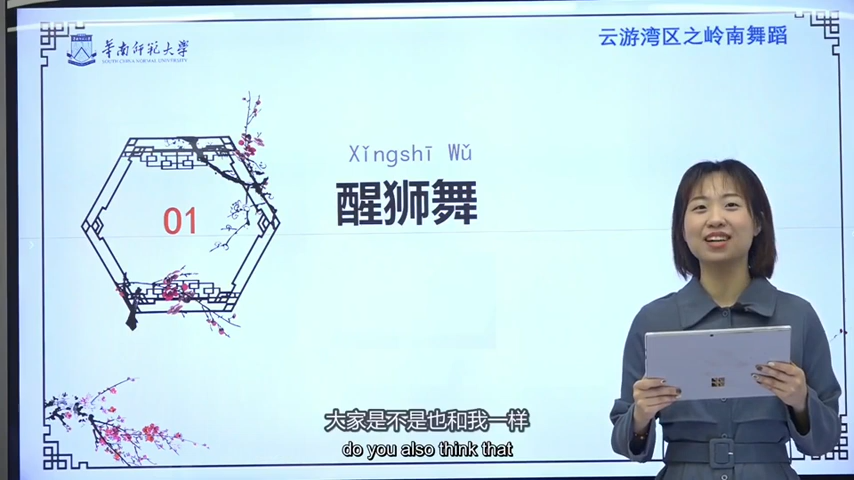 华南师范大学
SOUTH CHINA NORMAL UNIVERSITY
云游湾区之岭南舞蹈
01
Xǐngshī Wǔ
醒狮舞
大家是不是也和我一样
do you also think that